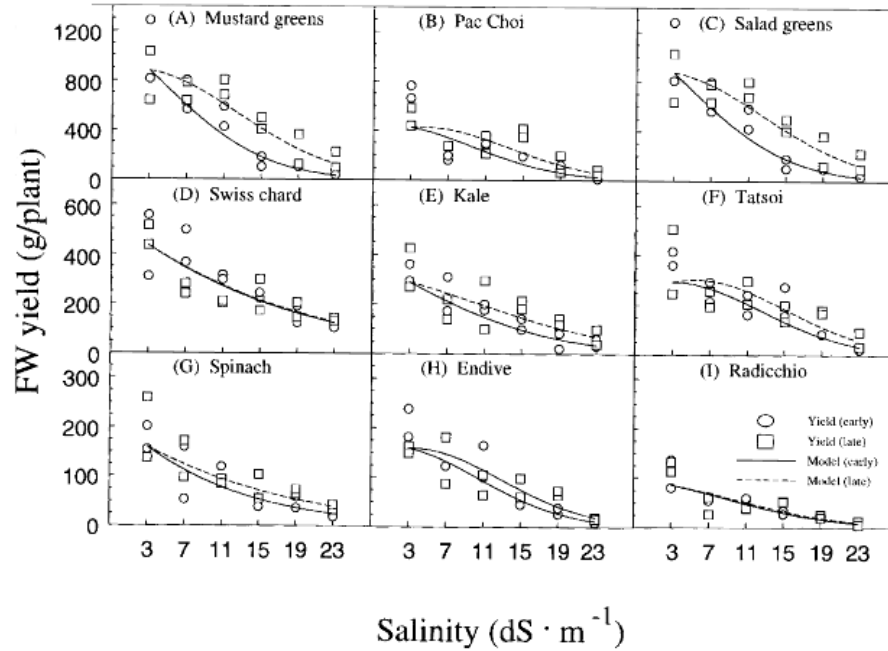 (A) Mustard greens
(B) Pac Choi
(C) Salad greens
1200
800
400
0
(D) Swiss chard
(E) Kale
(F) Tatsoi
600
400
200
0
(G) Spinach
(H) Endive
(I) Radicchio
300
200
100
0
Yield (early)
Yield (late)
Model (early)
Model (late)
3 7 11 15 19 23 3 7 11 15 19 23 3 7 11 15 19 23
FW yield (g/plant)
Salinity (dS · m⁻¹)